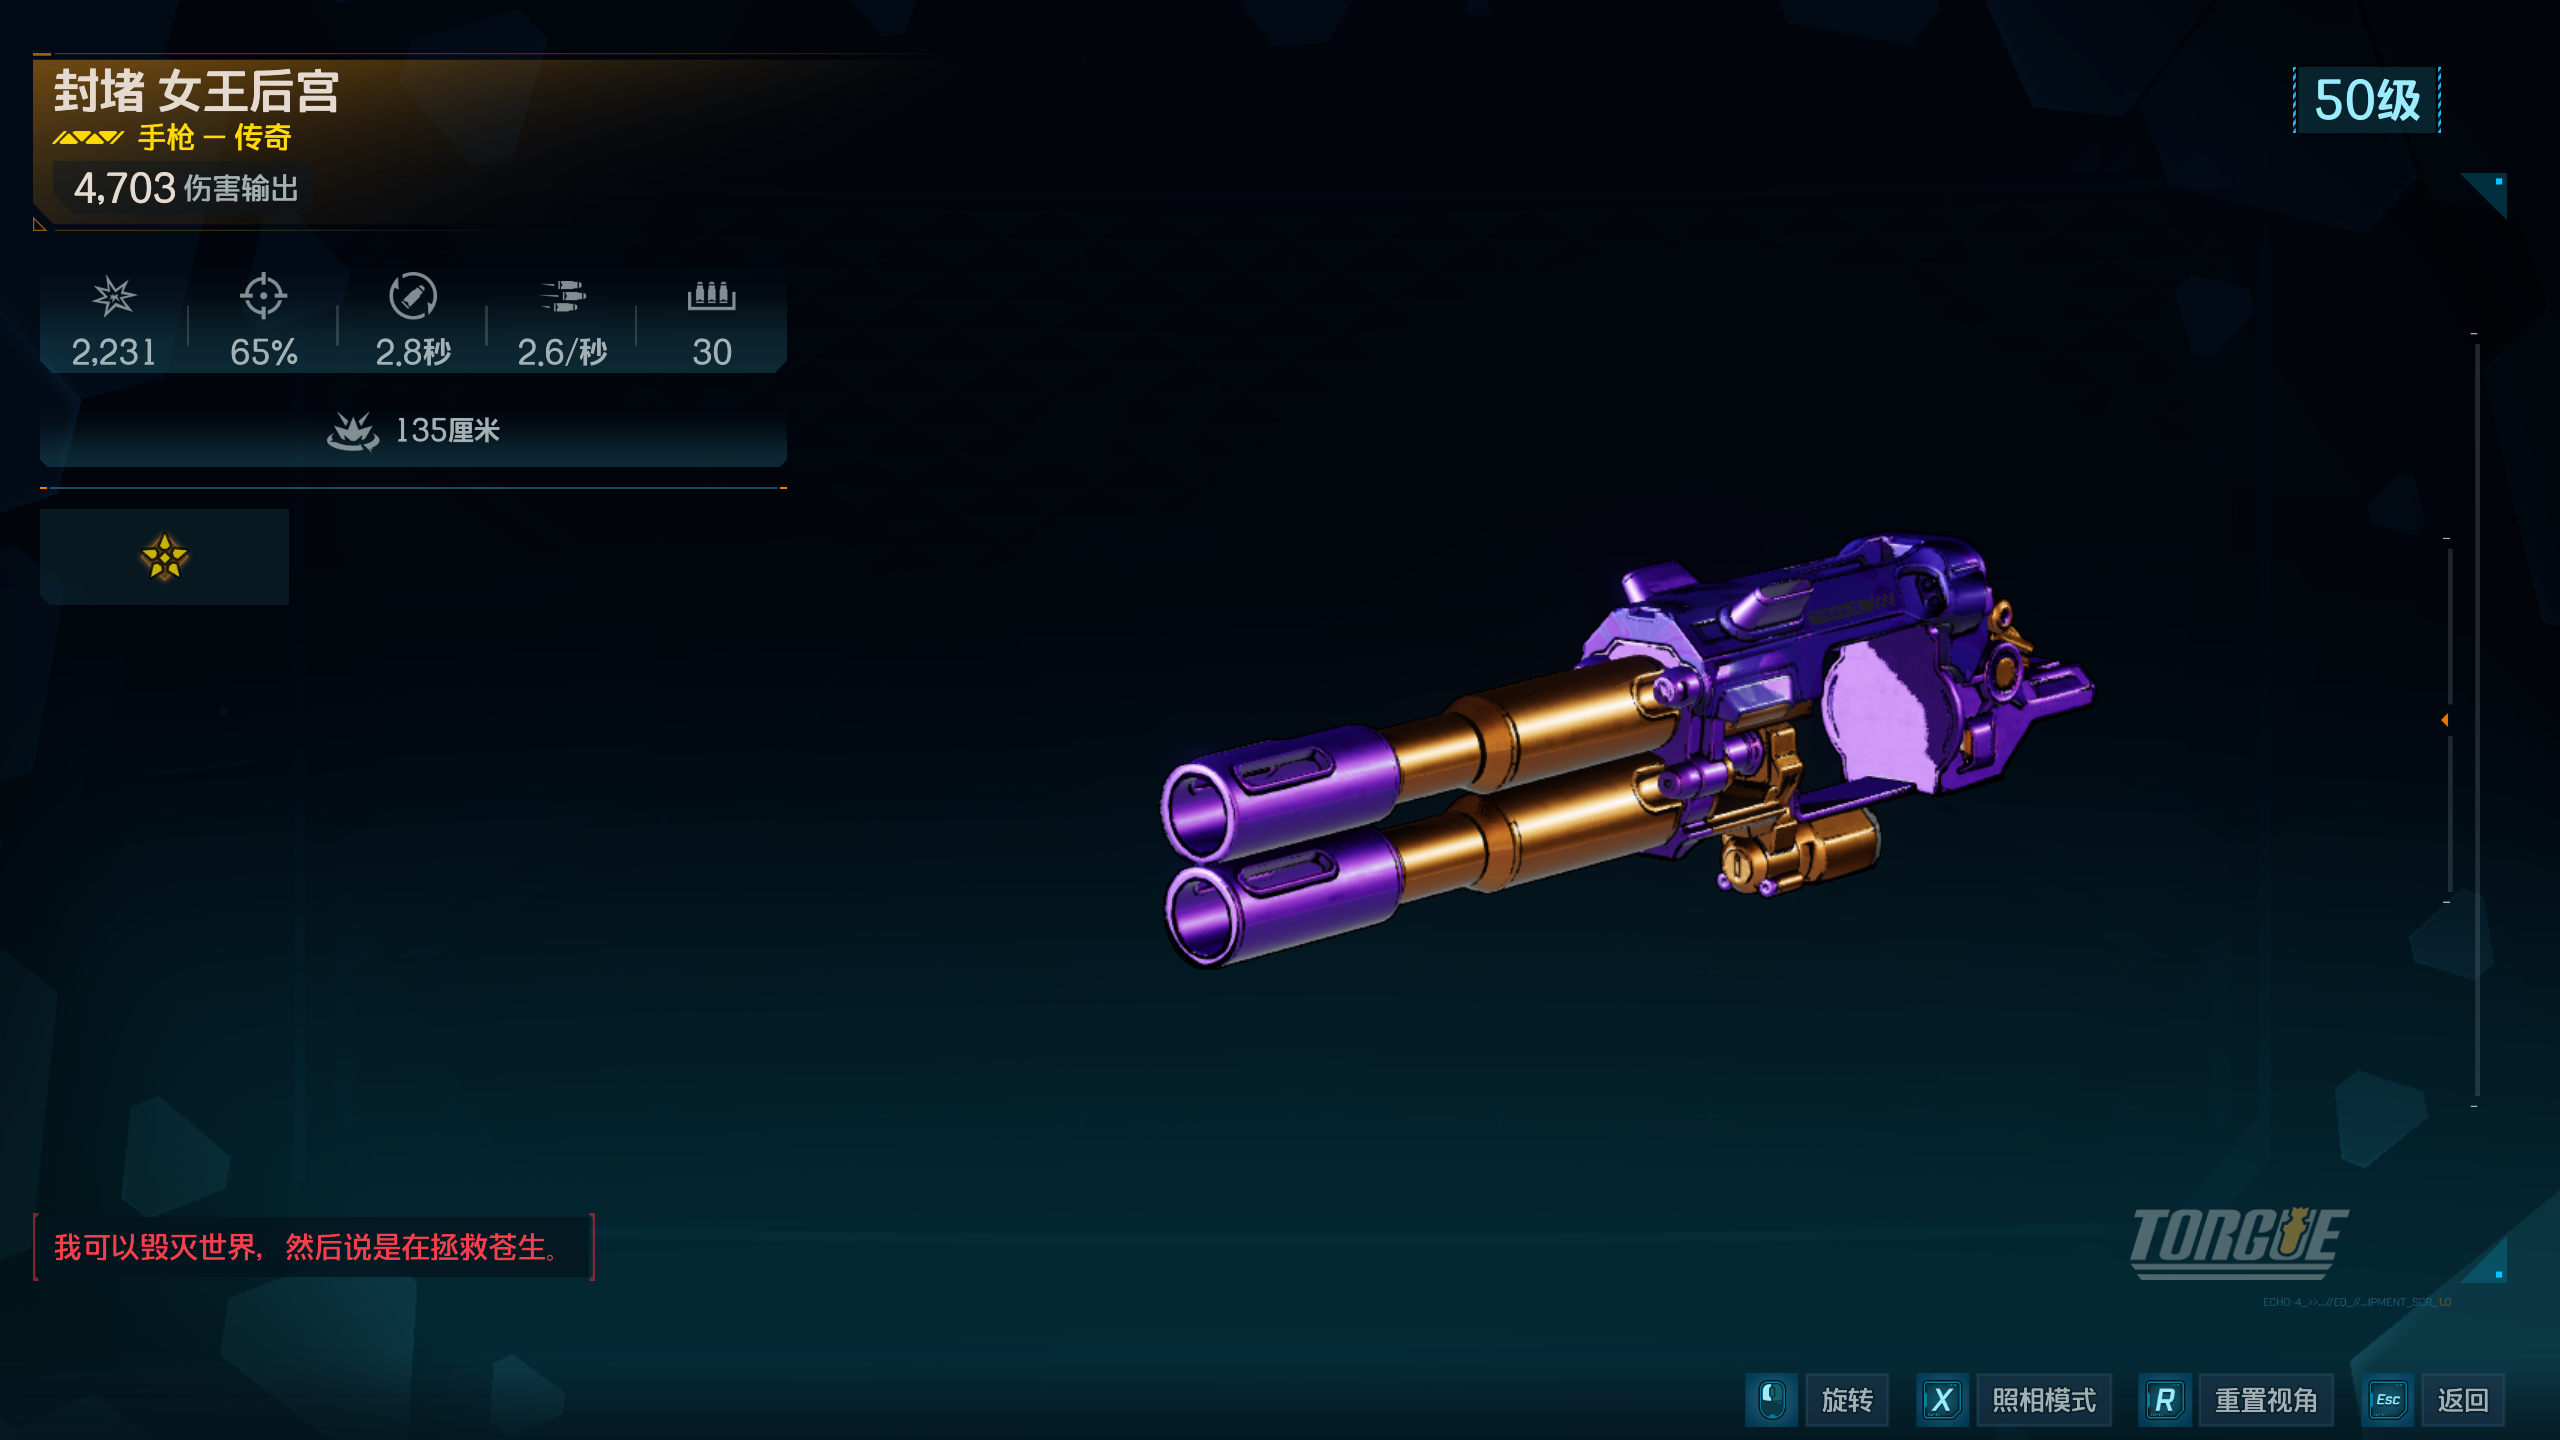 封堵 女王后宫
手枪 — 传奇
4,703 伤害输出
50级
2,231 65% 2.8秒 2.6/秒 30
135厘米
我可以毁灭世界，然后说是在拯救苍生。
TORGUE
ECHO-4_>>...//EQ_//...IPMENT_SCR_1.0
旋转 X 照相模式 R 重置视角 Esc 返回